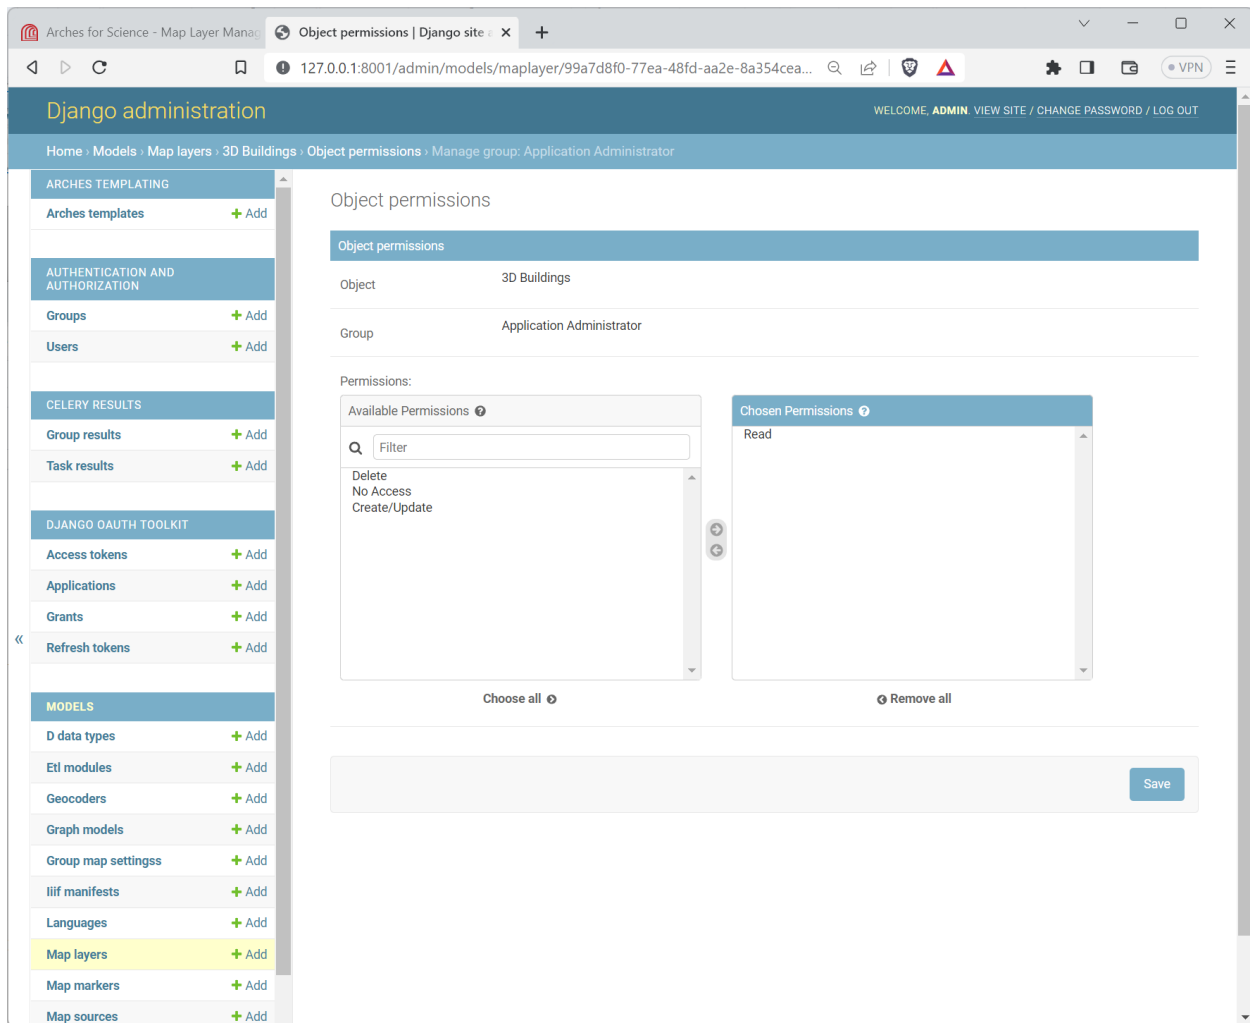 Arches for Science - Map Layer Manag
Object permissions | Django site a
127.0.0.1:8001/admin/models/maplayer/99a7d8f0-77ea-48fd-aa2e-8a354cea...
VPN
Django administration
WELCOME, ADMIN. VIEW SITE / CHANGE PASSWORD / LOG OUT
Home › Models › Map layers › 3D Buildings › Object permissions › Manage group: Application Administrator
ARCHES TEMPLATING
Arches templates + Add
AUTHENTICATION AND
AUTHORIZATION
Groups + Add
Users + Add
CELERY RESULTS
Group results + Add
Task results + Add
DJANGO OAUTH TOOLKIT
Access tokens + Add
Applications + Add
Grants + Add
Refresh tokens + Add
«
MODELS
D data types + Add
Etl modules + Add
Geocoders + Add
Graph models + Add
Group map settingss + Add
Iiif manifests + Add
Languages + Add
Map layers + Add
Map markers + Add
Map sources + Add
Object permissions
Object permissions
Object 3D Buildings
Group Application Administrator
Permissions:
Available Permissions ?
Filter
Delete
No Access
Create/Update
Choose all
Chosen Permissions ?
Read
Remove all
Save